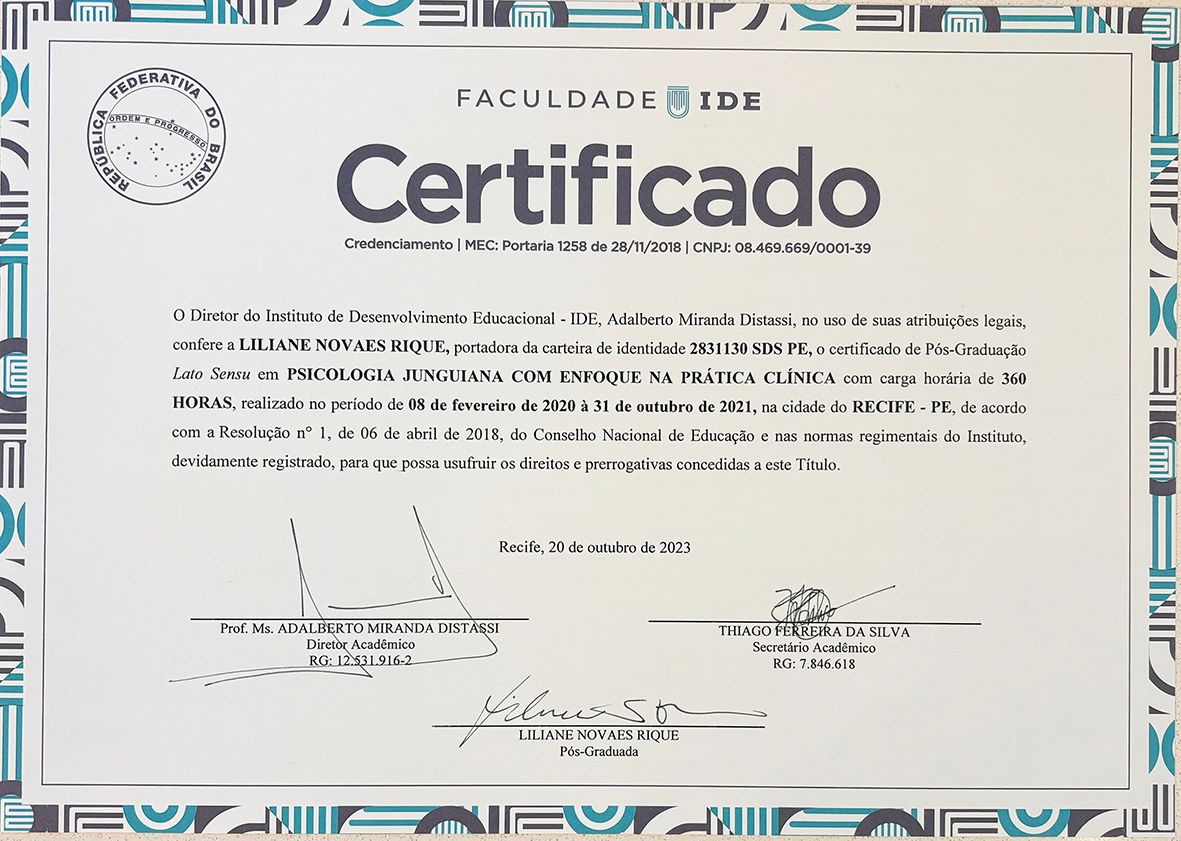 REPÚBLICA FEDERATIVA DO BRASIL
ORDEM E PROGRESSO
FACULDADE IDE
Certificado
Credenciamento | MEC: Portaria 1258 de 28/11/2018 | CNPJ: 08.469.669/0001-39
O Diretor do Instituto de Desenvolvimento Educacional - IDE, Adalberto Miranda Distassi, no uso de suas atribuições legais,
confere a LILIANE NOVAES RIQUE, portadora da carteira de identidade 2831130 SDS PE, o certificado de Pós-Graduação
Lato Sensu em PSICOLOGIA JUNGUIANA COM ENFOQUE NA PRÁTICA CLÍNICA com carga horária de 360
HORAS, realizado no período de 08 de fevereiro de 2020 à 31 de outubro de 2021, na cidade do RECIFE - PE, de acordo
com a Resolução n° 1, de 06 de abril de 2018, do Conselho Nacional de Educação e nas normas regimentais do Instituto,
devidamente registrado, para que possa usufruir os direitos e prerrogativas concedidas a este Título.
Recife, 20 de outubro de 2023
Prof. Ms. ADALBERTO MIRANDA DISTASSI
Diretor Acadêmico
RG: 12.531.916-2
THIAGO FERREIRA DA SILVA
Secretário Acadêmico
RG: 7.846.618
LILIANE NOVAES RIQUE
Pós-Graduada